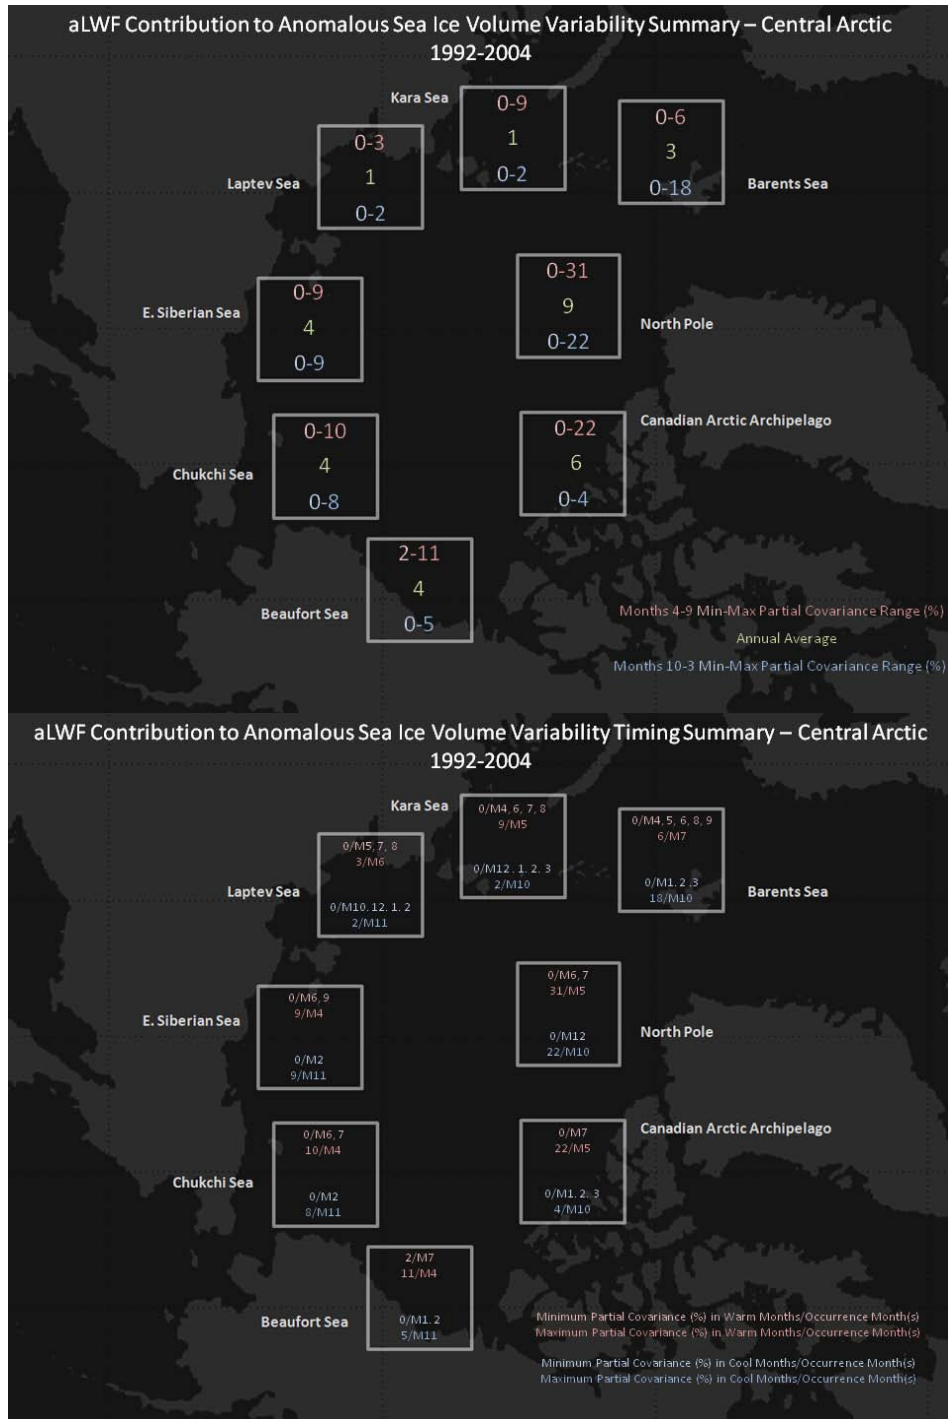 aLWF Contribution to Anomalous Sea Ice Volume Variability Summary – Central Arctic
1992-2004
Kara Sea
0-9
1
0-2
0-6
3
0-18
Barents Sea
Laptev Sea
0-3
1
0-2
E. Siberian Sea
0-9
4
0-9
0-31
9
0-22
North Pole
Chukchi Sea
0-10
4
0-8
0-22
6
0-4
Canadian Arctic Archipelago
Beaufort Sea
2-11
4
0-5
Months 4-9 Min-Max Partial Covariance Range (%)
Annual Average
Months 10-3 Min-Max Partial Covariance Range (%)
aLWF Contribution to Anomalous Sea Ice Volume Variability Timing Summary – Central Arctic
1992-2004
Kara Sea
0/M4, 6, 7, 8
9/M5
0/M12 . 1. 2. 3
2/M10
0/M4, 5, 6, 8, 9
6/M7
0/M1. 2 .3
18/M10
Barents Sea
Laptev Sea
0/M5, 7, 8
3/M6
0/M10. 12. 1. 2
2/M11
E. Siberian Sea
0/M6, 9
9/M4
0/M2
9/M11
0/M6, 7
31/M5
0/M12
22/M10
North Pole
Chukchi Sea
0/M6, 7
10/M4
0/M2
8/M11
0/M7
22/M5
0/M1. 2. 3
4/M10
Canadian Arctic Archipelago
Beaufort Sea
2/M7
11/M4
0/M1. 2
5/M11
Minimum Partial Covariance (%) in Warm Months/Occurrence Month(s)
Maximum Partial Covariance (%) in Warm Months/Occurrence Month(s)
Minimum Partial Covariance (%) in Cool Months/Occurrence Month(s)
Maximum Partial Covariance (%) in Cool Months/Occurrence Month(s)